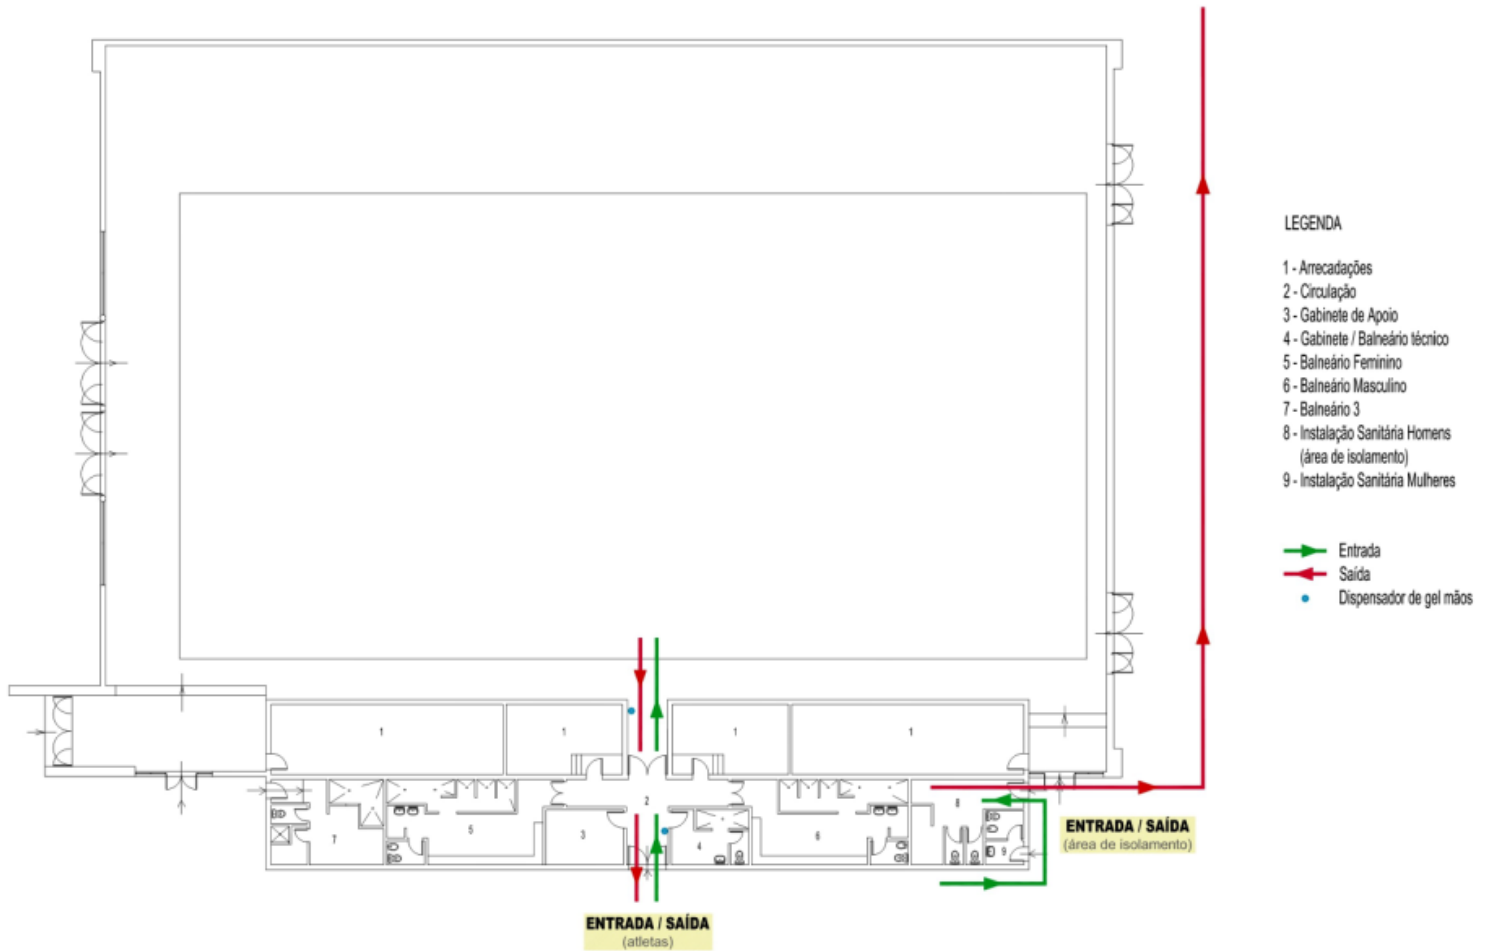 LEGENDA
1 - Arrecadações
2 - Circulação
3 - Gabinete de Apoio
4 - Gabinete / Balneário técnico
5 - Balneário Feminino
6 - Balneário Masculino
7 - Balneário 3
8 - Instalação Sanitária Homens
(área de isolamento)
9 - Instalação Sanitária Mulheres
Entrada
Saída
Dispensador de gel mãos
1
1
1
1
2
8
7
5
3
4
6
9
ENTRADA / SAÍDA
(área de isolamento)
ENTRADA / SAÍDA
(atletas)